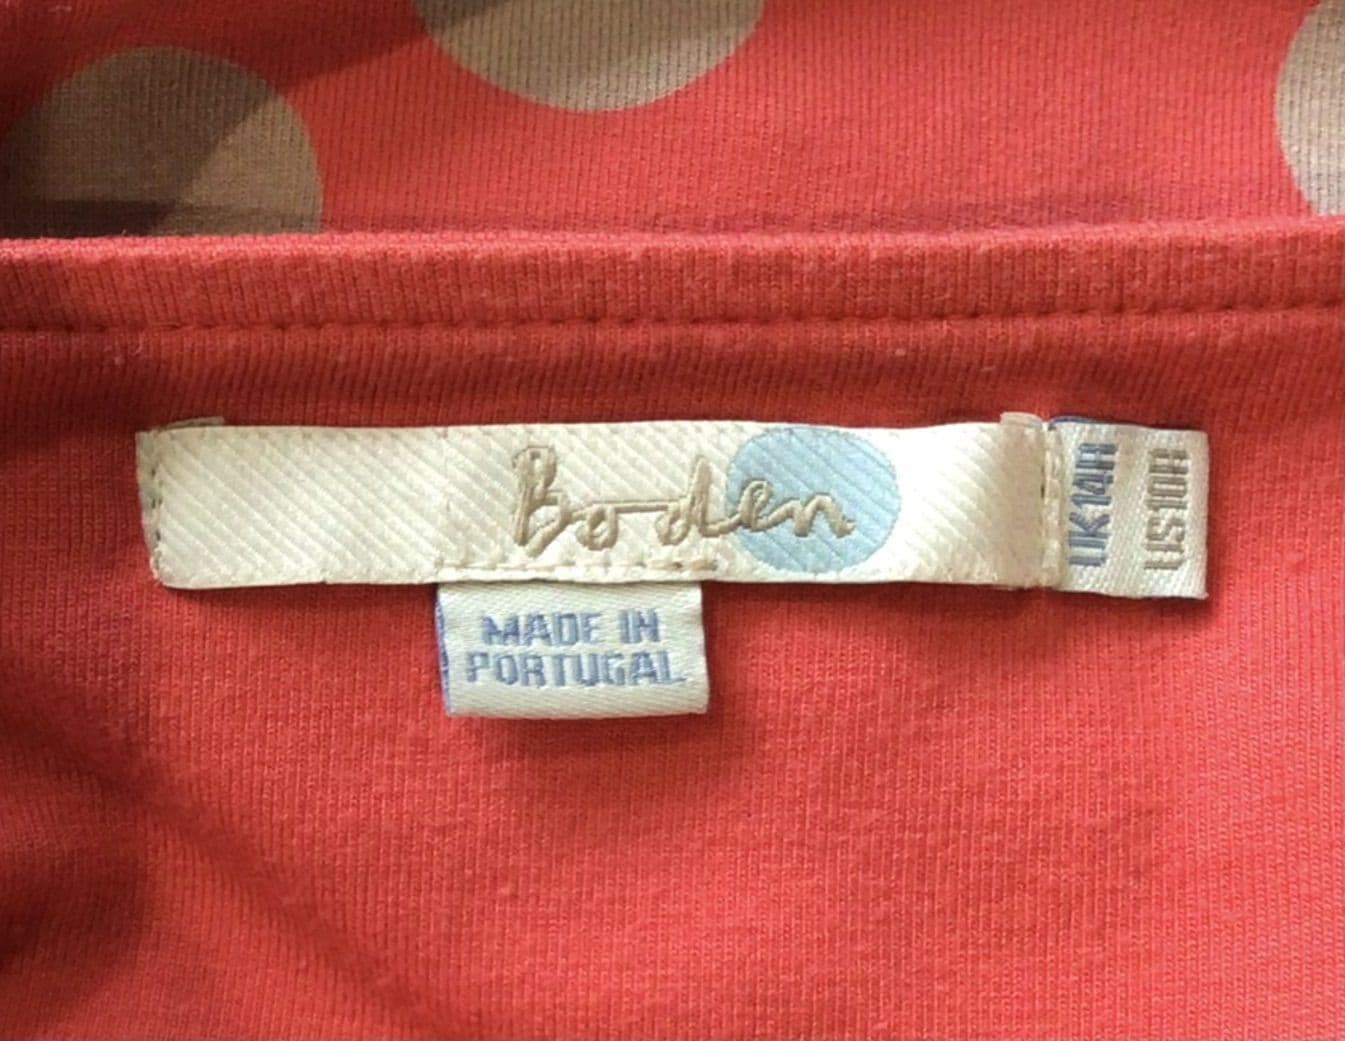 Boden
UK14R
US10R
MADE IN
PORTUGAL